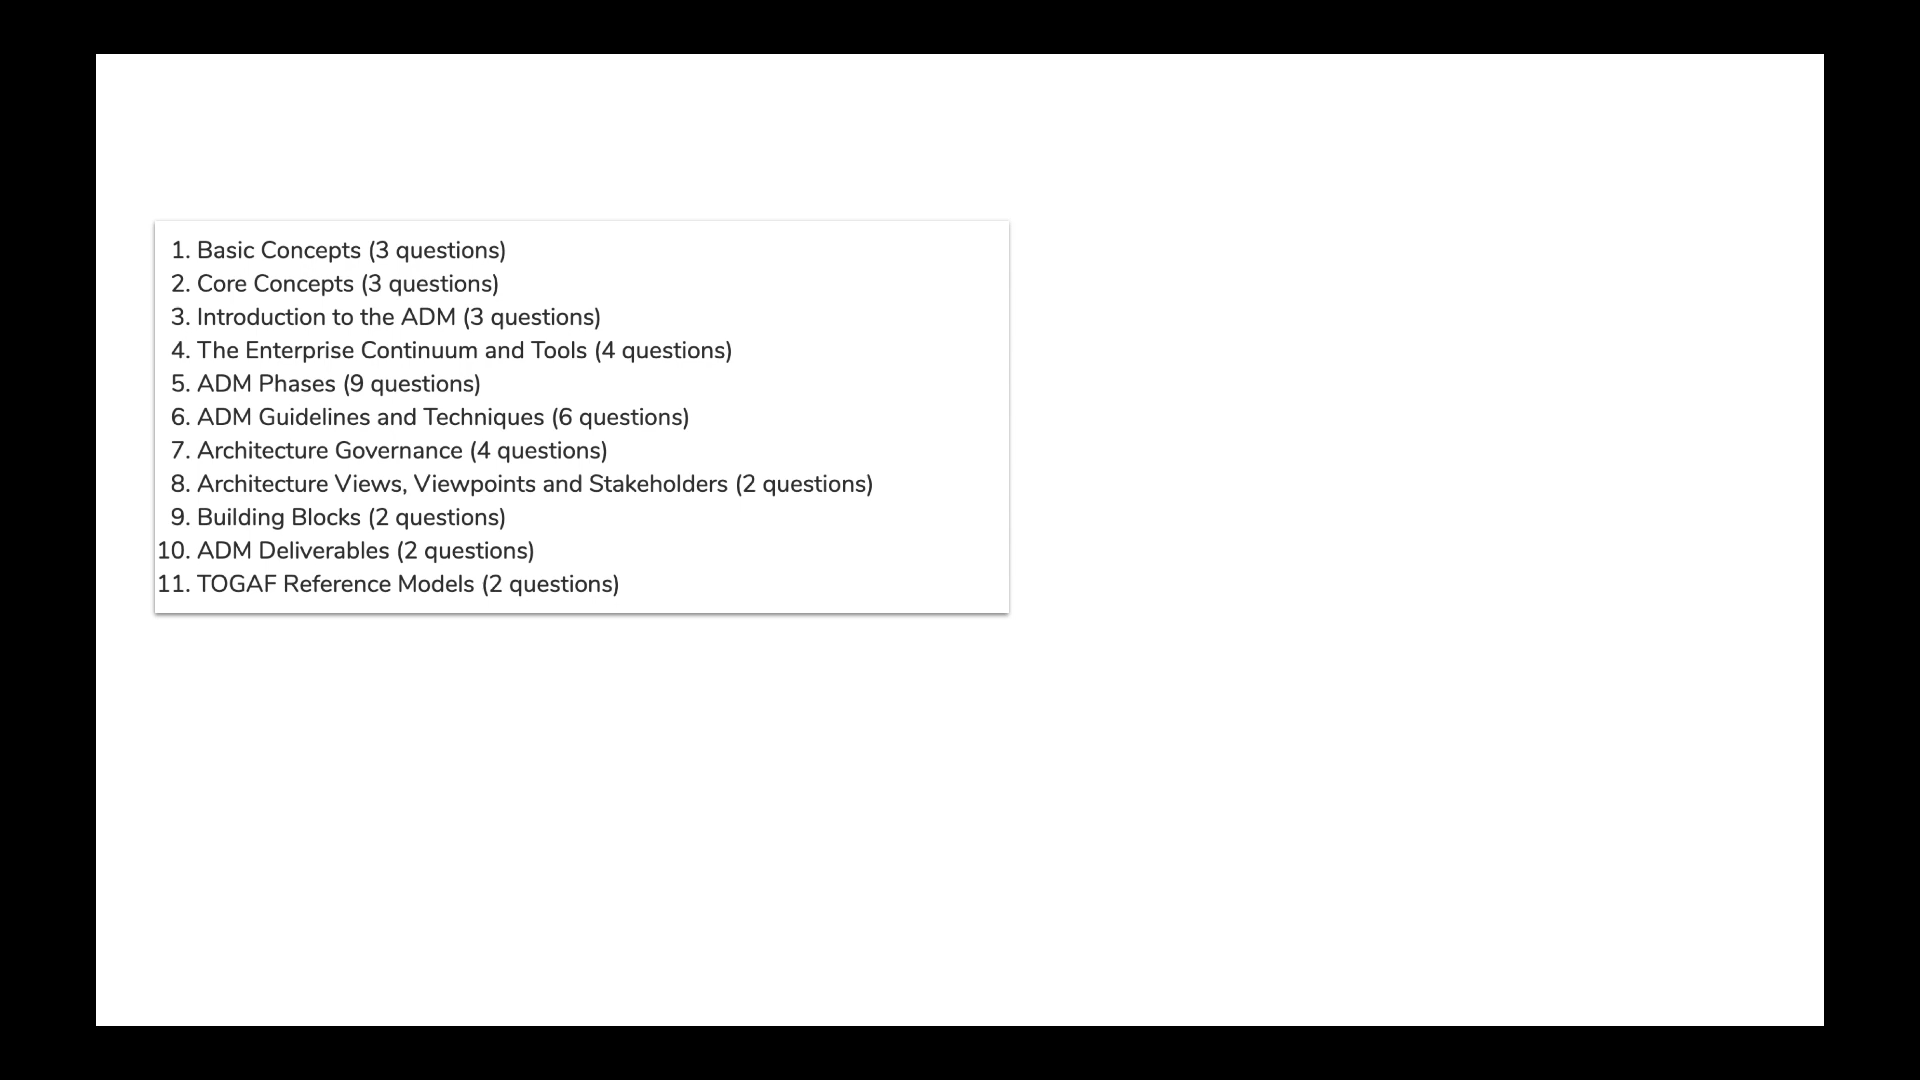 1. Basic Concepts (3 questions)
2. Core Concepts (3 questions)
3. Introduction to the ADM (3 questions)
4. The Enterprise Continuum and Tools (4 questions)
5. ADM Phases (9 questions)
6. ADM Guidelines and Techniques (6 questions)
7. Architecture Governance (4 questions)
8. Architecture Views, Viewpoints and Stakeholders (2 questions)
9. Building Blocks (2 questions)
10. ADM Deliverables (2 questions)
11. TOGAF Reference Models (2 questions)